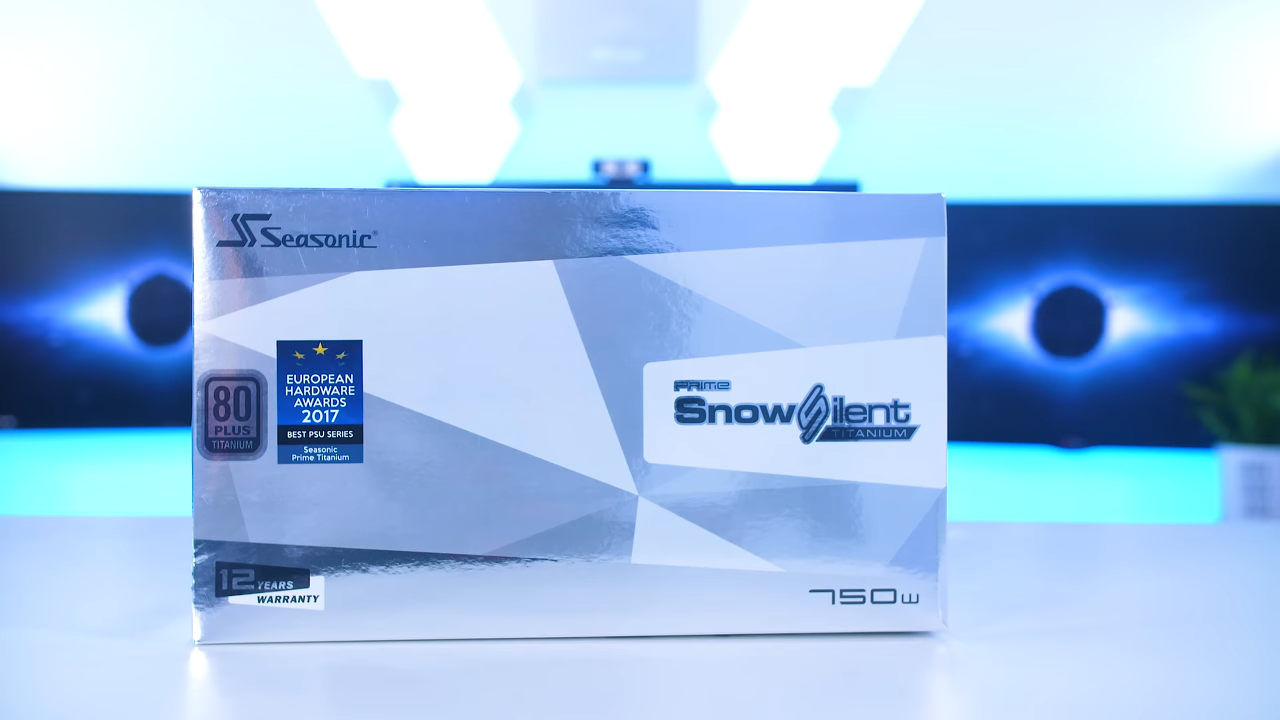 Seasonic®
EUROPEAN
HARDWARE
AWARDS
2017
BEST PSU SERIES
Seasonic
Prime Titanium
80
PLUS®
TITANIUM
PRIME
SnowSilent
TITANIUM
12 YEARS
WARRANTY
750W